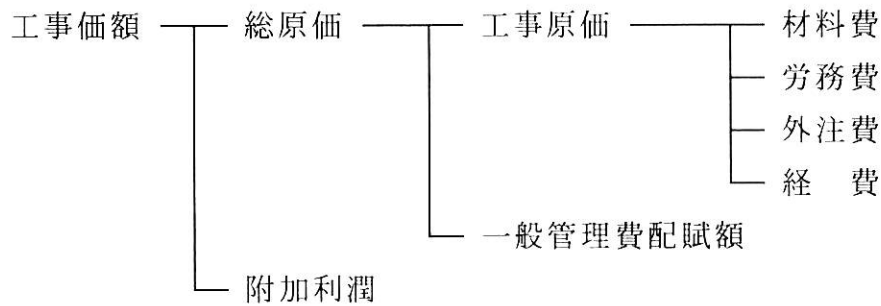 工事価額 総原価 工事原価 材料費
労務費
外注費
経 費
一般管理費配賦額
附加利潤